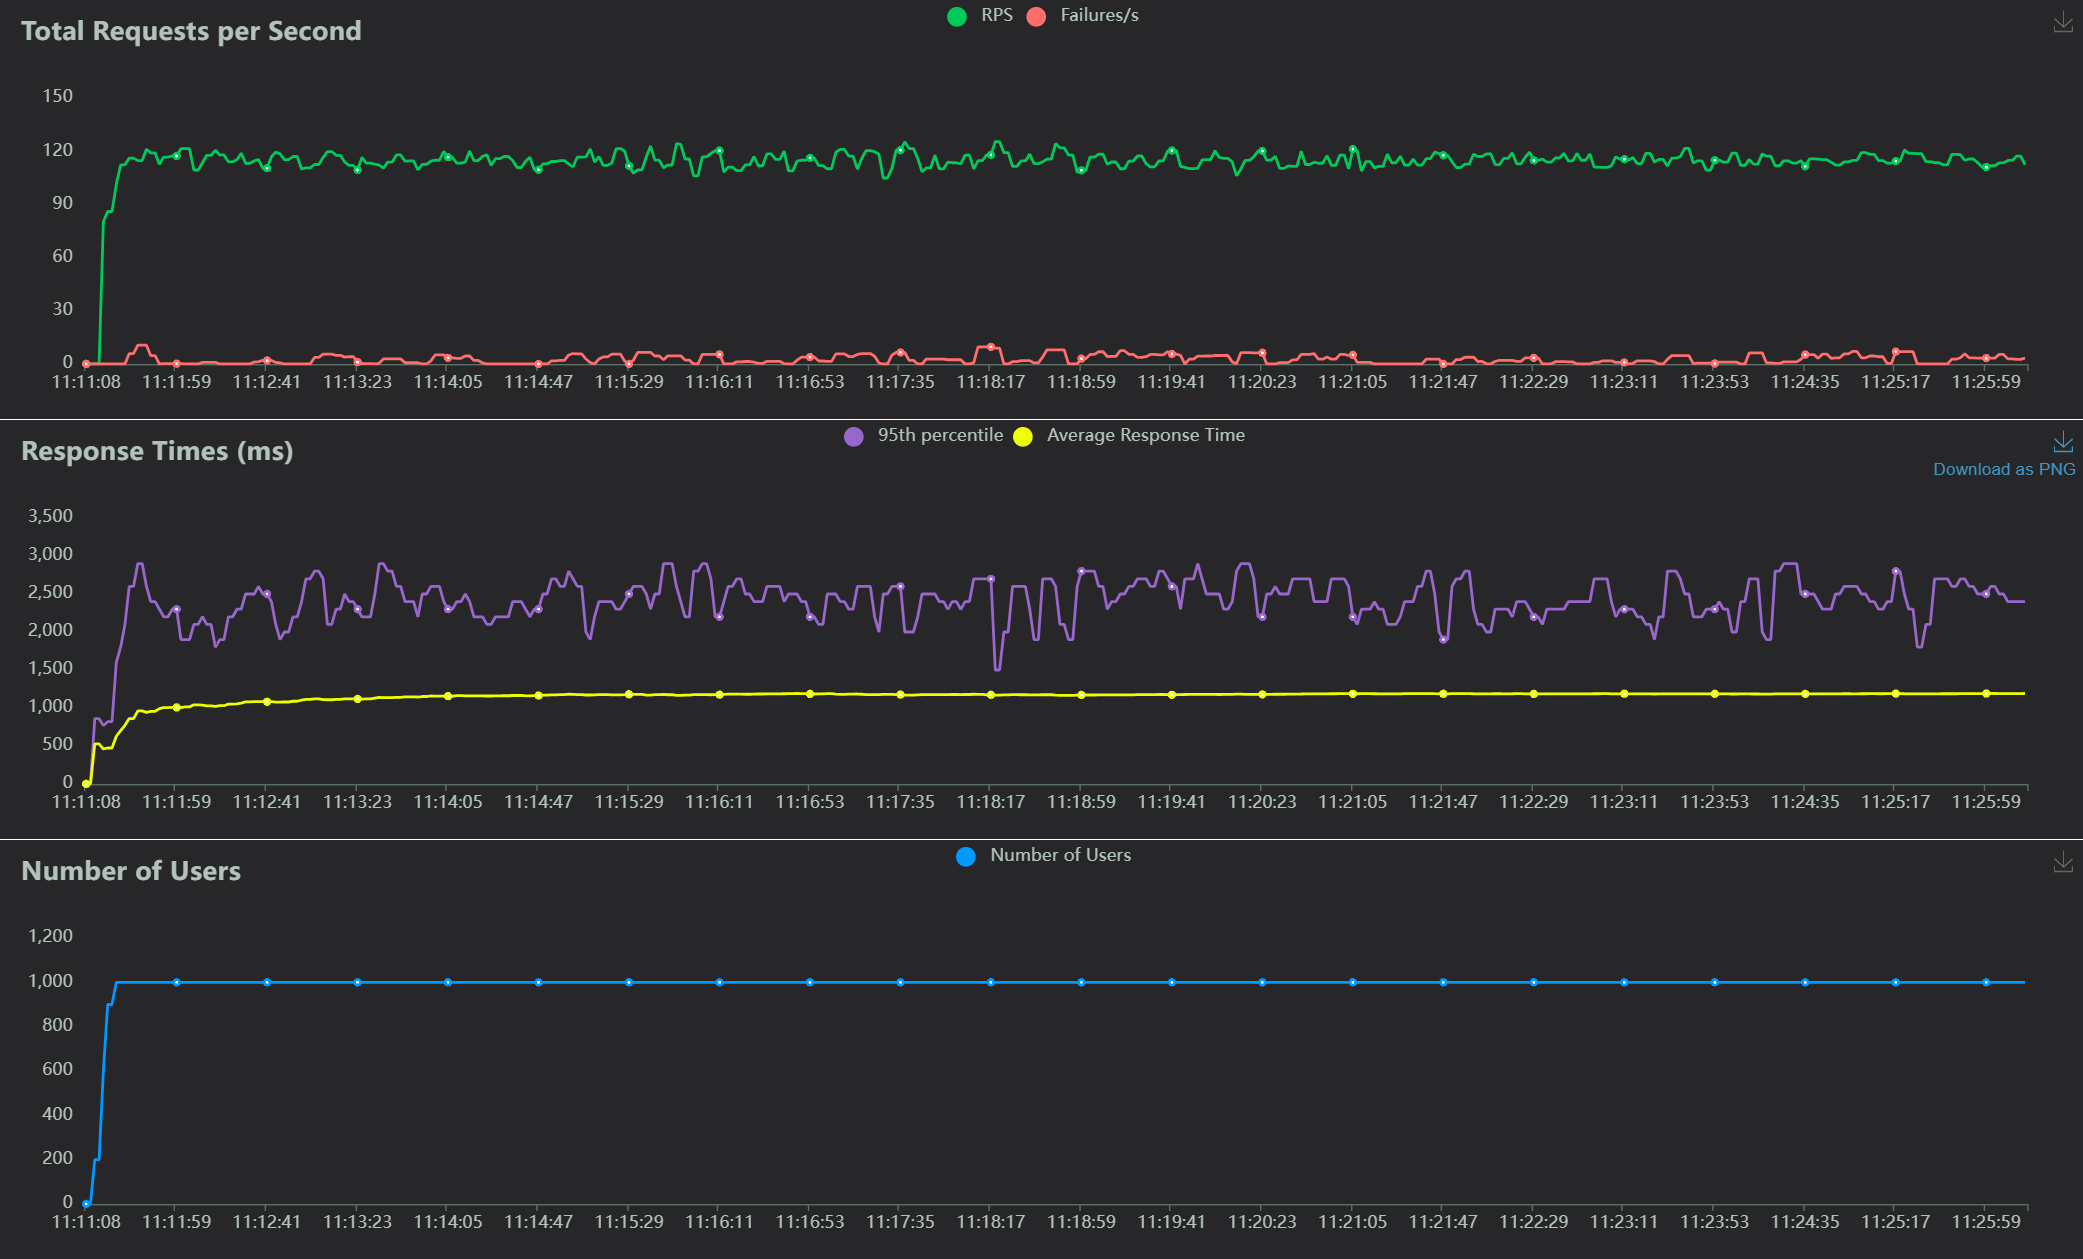 Total Requests per Second
RPS Failures/s
150
120
90
60
30
0
11:11:08 11:11:59 11:12:41 11:13:23 11:14:05 11:14:47 11:15:29 11:16:11 11:16:53 11:17:35 11:18:17 11:18:59 11:19:41 11:20:23 11:21:05 11:21:47 11:22:29 11:23:11 11:23:53 11:24:35 11:25:17 11:25:59
Response Times (ms)
95th percentile Average Response Time
Download as PNG
3,500
3,000
2,500
2,000
1,500
1,000
500
0
11:11:08 11:11:59 11:12:41 11:13:23 11:14:05 11:14:47 11:15:29 11:16:11 11:16:53 11:17:35 11:18:17 11:18:59 11:19:41 11:20:23 11:21:05 11:21:47 11:22:29 11:23:11 11:23:53 11:24:35 11:25:17 11:25:59
Number of Users
Number of Users
1,200
1,000
800
600
400
200
0
11:11:08 11:11:59 11:12:41 11:13:23 11:14:05 11:14:47 11:15:29 11:16:11 11:16:53 11:17:35 11:18:17 11:18:59 11:19:41 11:20:23 11:21:05 11:21:47 11:22:29 11:23:11 11:23:53 11:24:35 11:25:17 11:25:59